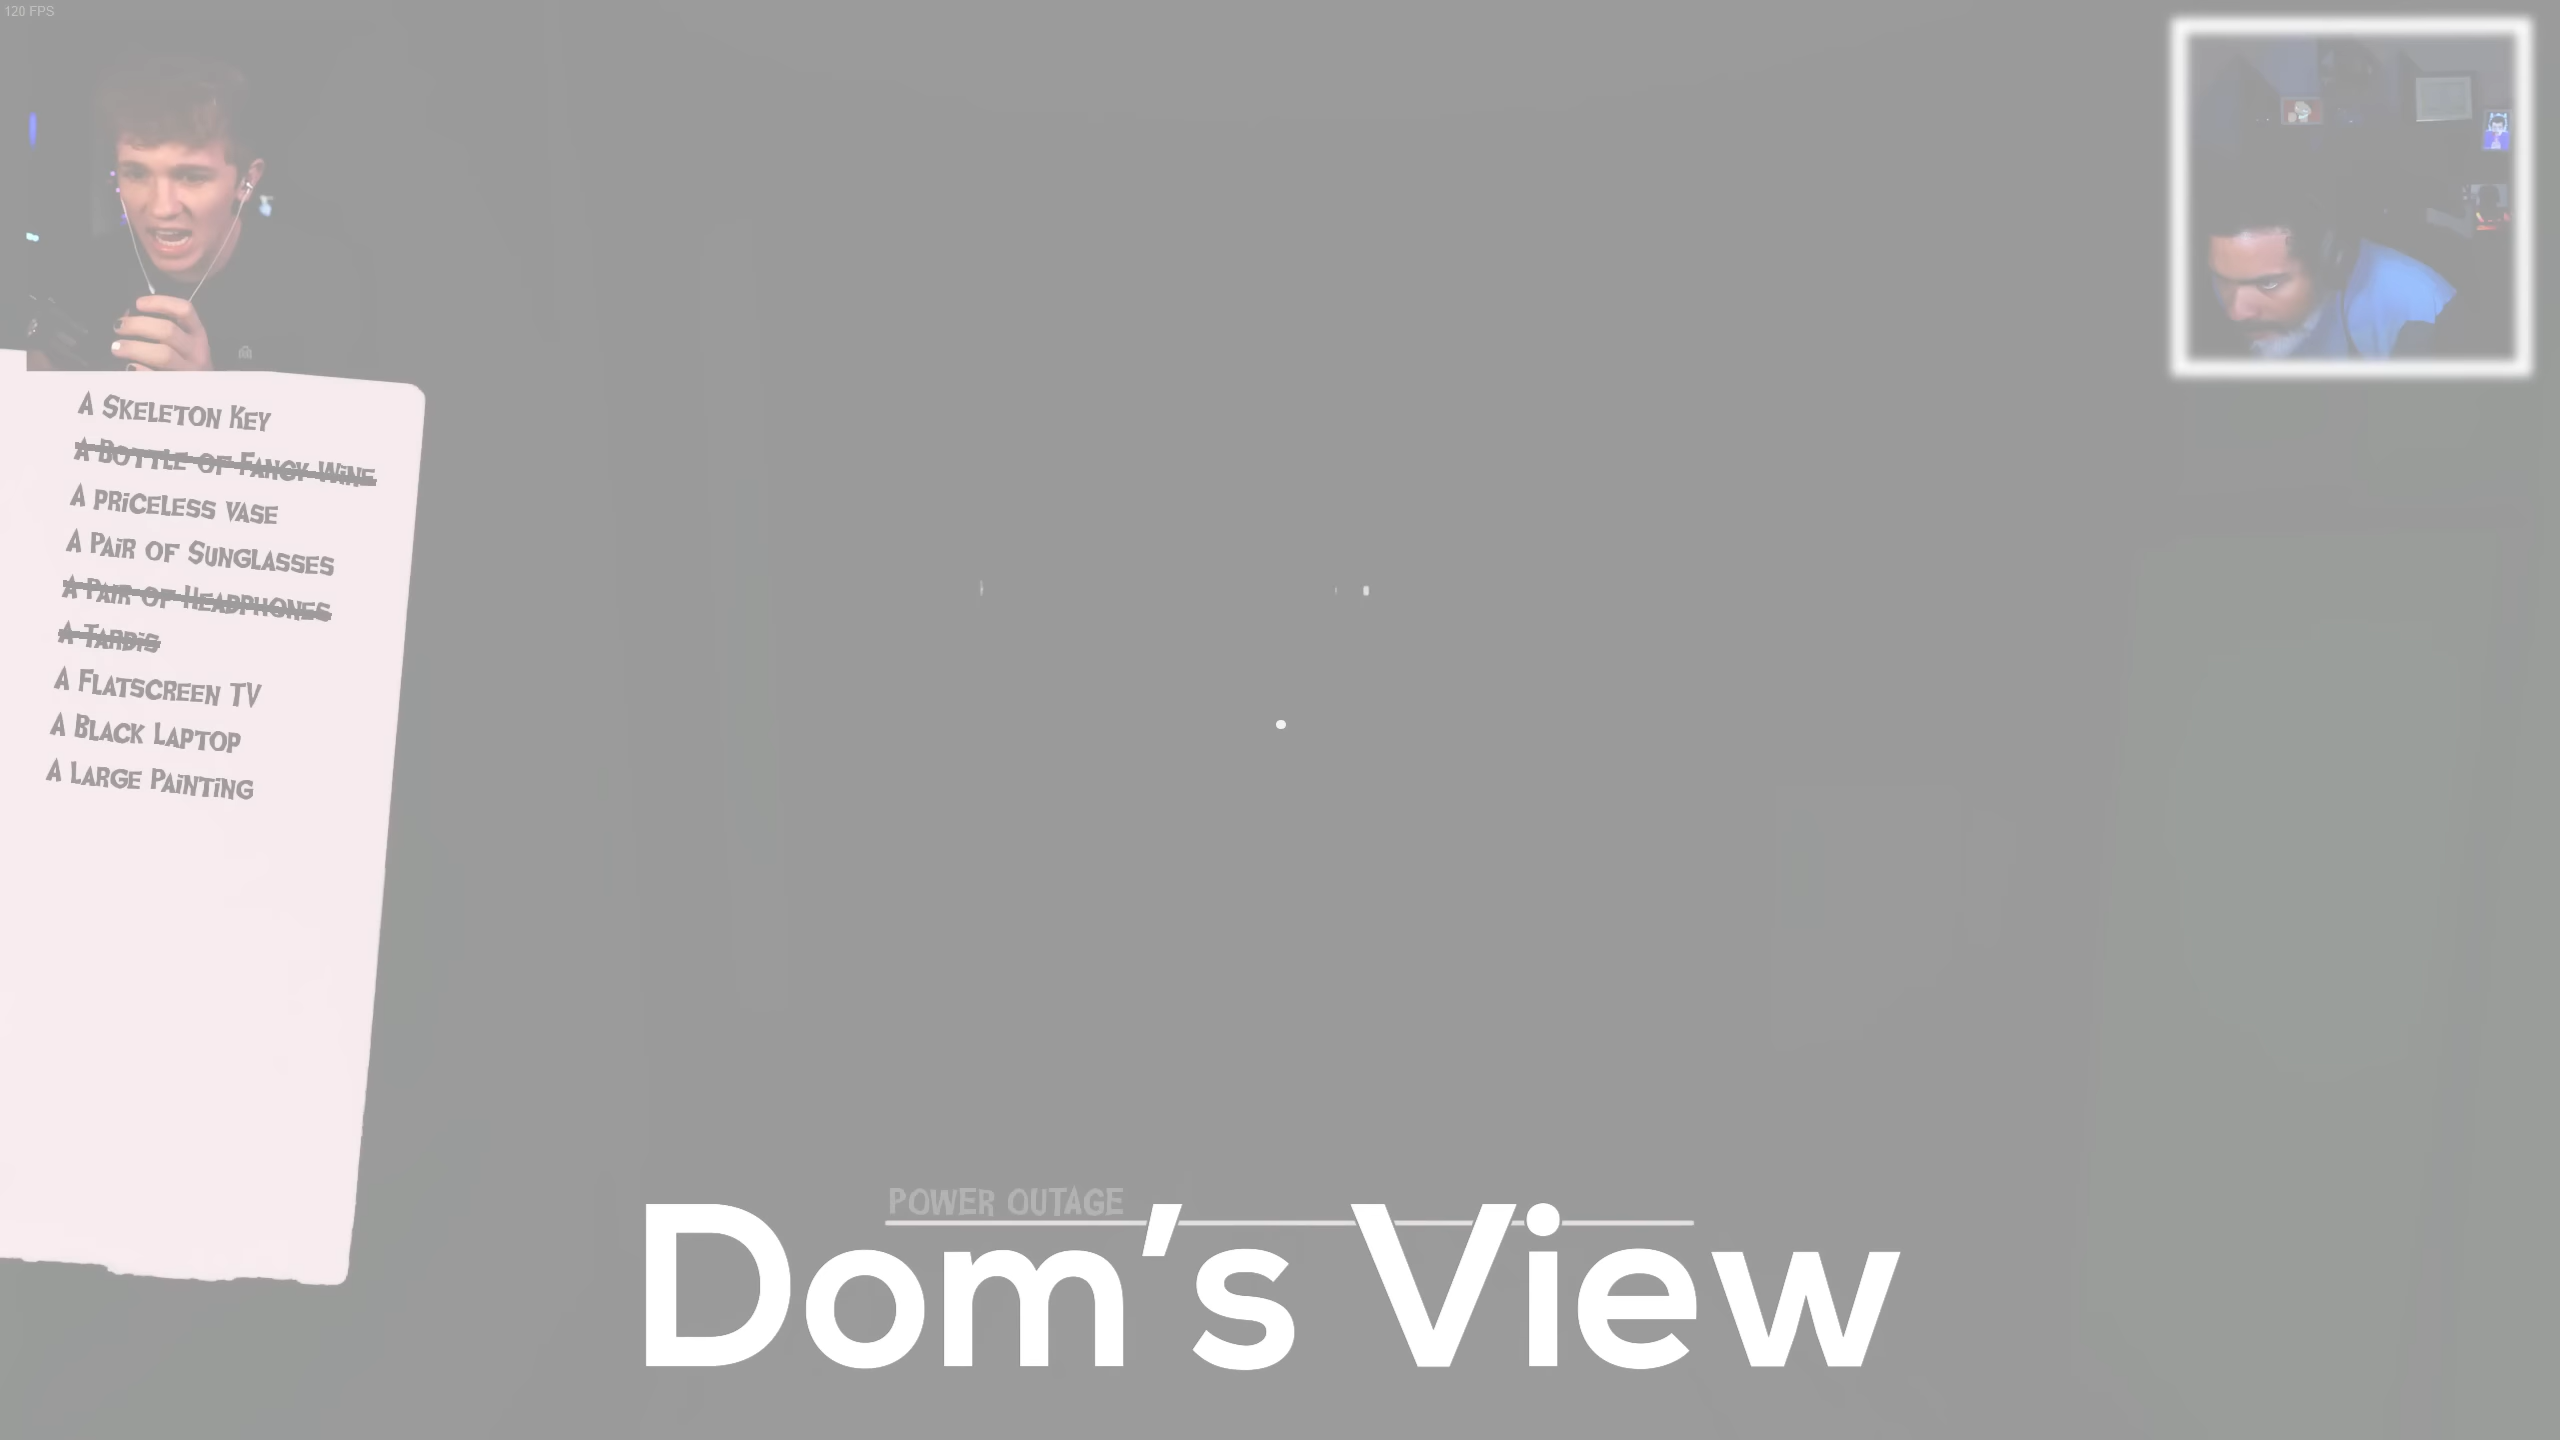 120 FPS
A Skeleton Key
A Bottle of Fancy Wine
A priceless vase
A Pair of Sunglasses
A Pair of Headphones
A Tardis
A Flatscreen TV
A Black Laptop
A Large Painting
POWER OUTAGE
Dom's View